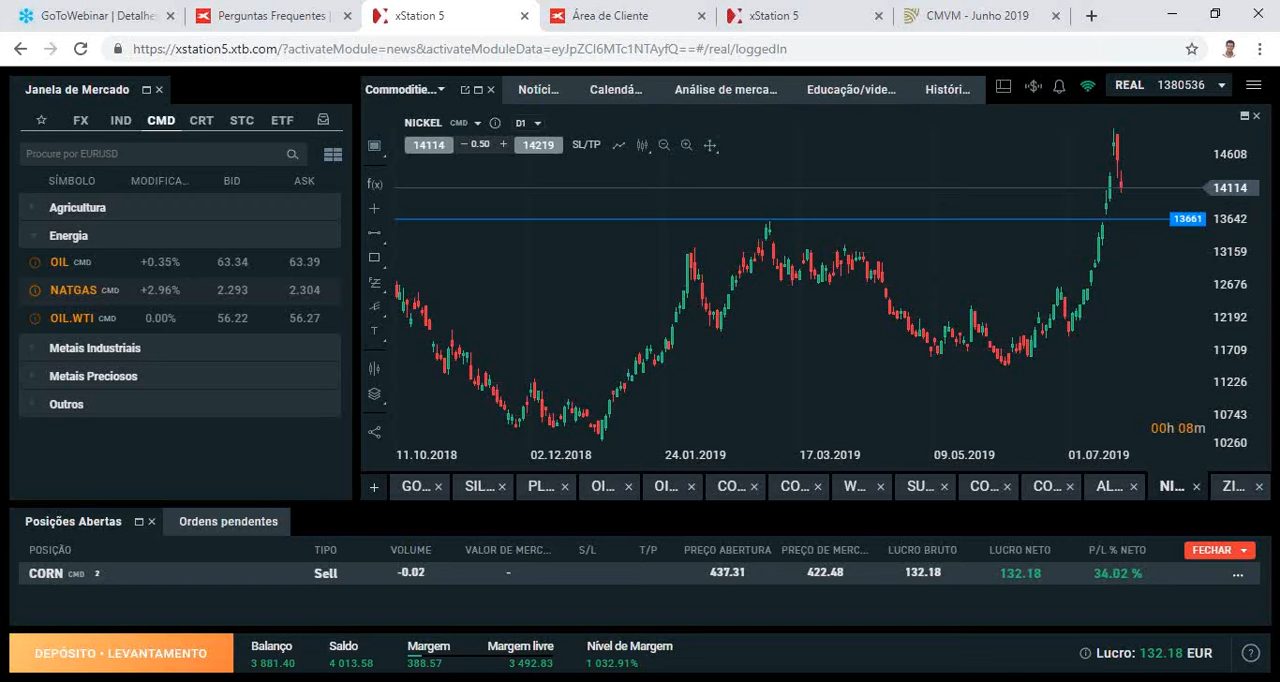 GoToWebinar | Detalhe
Perguntas Frequentes |
xStation 5
Área de Cliente
xStation 5
CMVM - Junho 2019
https://xstation5.xtb.com/?activateModule=news&activateModuleData=eyJpZCI6MTc1NTAyfQ==#/real/loggedIn
Janela de Mercado
Commoditie...
Notíci...
Calendá...
Análise de merca...
Educação/vide...
Históri...
REAL 1380536
FX IND CMD CRT STC ETF
Procure por EURUSD
SÍMBOLO MODIFICA... BID ASK
Agricultura
Energia
OIL CMD +0.35% 63.34 63.39
NATGAS CMD +2.96% 2.293 2.304
OIL.WTI CMD 0.00% 56.22 56.27
Metais Industriais
Metais Preciosos
Outros
NICKEL CMD D1
14114 − 0.50 + 14219 SL/TP
f(x)
T
14608
14114
13661 13642
13159
12676
12192
11709
11226
10743
10260
00h 08m
11.10.2018 02.12.2018 24.01.2019 17.03.2019 09.05.2019 01.07.2019
+ GO... SIL... PL... OI... OI... CO... CO... W... SU... CO... CO... AL... NI... ZI...
Posições Abertas
Ordens pendentes
POSIÇÃO TIPO VOLUME VALOR DE MERC... S/L T/P PREÇO ABERTURA PREÇO DE MERC... LUCRO BRUTO LUCRO NETO P/L % NETO FECHAR
CORN CMD 2 Sell -0.02 - 437.31 422.48 132.18 132.18 34.02 % ...
DEPÓSITO • LEVANTAMENTO
Balanço Saldo Margem Margem livre Nível de Margem
3 881.40 4 013.58 388.57 3 492.83 1 032.91%
Lucro: 132.18 EUR